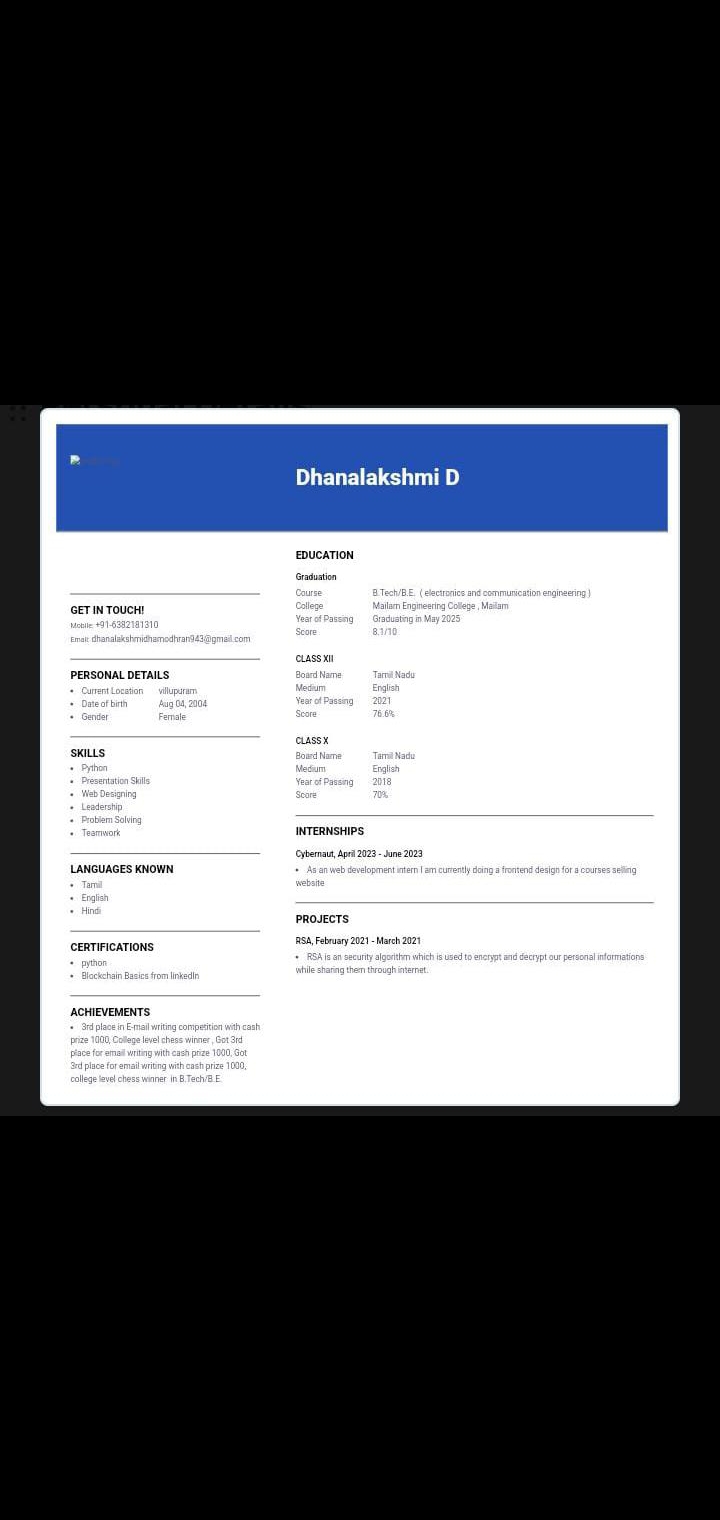 Dhanalakshmi D
GET IN TOUCH!
Mobile: +91-6382181310
Email: dhanalakshmidhamodhran943@gmail.com
PERSONAL DETAILS
• Current Location villupuram
• Date of birth Aug 04, 2004
• Gender Female
SKILLS
• Python
• Presentation Skills
• Web Designing
• Leadership
• Problem Solving
• Teamwork
LANGUAGES KNOWN
• Tamil
• English
• Hindi
CERTIFICATIONS
• python
• Blockchain Basics from linkedIn
ACHIEVEMENTS
• 3rd place in E-mail writing competition with cash
prize 1000, College level chess winner , Got 3rd
place for email writing with cash prize 1000, Got
3rd place for email writing with cash prize 1000,
college level chess winner in B.Tech/B.E.
EDUCATION
Graduation
Course B.Tech/B.E. ( electronics and communication engineering )
College Mailam Engineering College , Mailam
Year of Passing Graduating in May 2025
Score 8.1/10
CLASS XII
Board Name Tamil Nadu
Medium English
Year of Passing 2021
Score 76.6%
CLASS X
Board Name Tamil Nadu
Medium English
Year of Passing 2018
Score 70%
INTERNSHIPS
Cybernaut, April 2023 - June 2023
• As an web development intern I am currently doing a frontend design for a courses selling
website
PROJECTS
RSA, February 2021 - March 2021
• RSA is an security algorithm which is used to encrypt and decrypt our personal informations
while sharing them through internet.